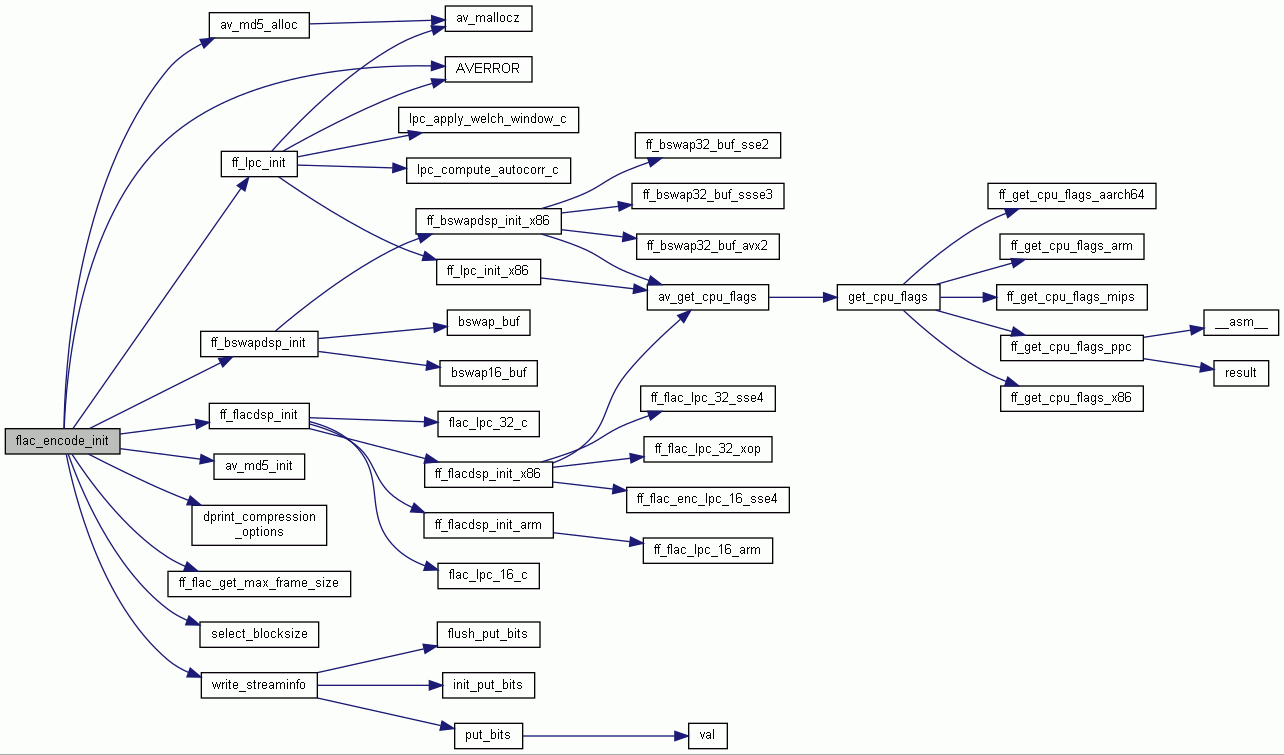 av_md5_alloc
av_mallocz
AVERROR
lpc_apply_welch_window_c
ff_lpc_init
lpc_compute_autocorr_c
ff_bswap32_buf_sse2
ff_bswap32_buf_ssse3
ff_bswapdsp_init_x86
ff_bswap32_buf_avx2
ff_lpc_init_x86
av_get_cpu_flags
get_cpu_flags
ff_get_cpu_flags_aarch64
ff_get_cpu_flags_arm
ff_get_cpu_flags_mips
ff_get_cpu_flags_ppc
__asm__
result
ff_get_cpu_flags_x86
bswap_buf
ff_bswapdsp_init
bswap16_buf
ff_flacdsp_init
flac_lpc_32_c
ff_flac_lpc_32_sse4
flac_encode_init
ff_flac_lpc_32_xop
av_md5_init
ff_flacdsp_init_x86
ff_flac_enc_lpc_16_sse4
dprint_compression
_options
ff_flacdsp_init_arm
ff_flac_lpc_16_arm
ff_flac_get_max_frame_size
flac_lpc_16_c
select_blocksize
flush_put_bits
write_streaminfo
init_put_bits
put_bits
val